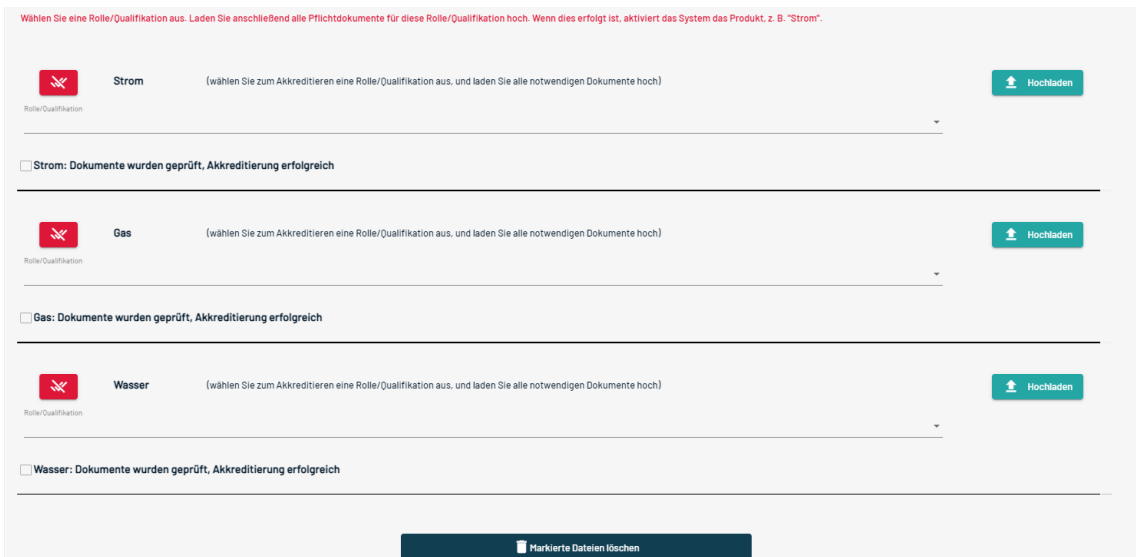 Wählen Sie eine Rolle/Qualifikation aus. Laden Sie anschließend alle Pflichtdokumente für diese Rolle/Qualifikation hoch. Wenn dies erfolgt ist, aktiviert das System das Produkt, z. B. "Strom".
Strom (wählen Sie zum Akkreditieren eine Rolle/Qualifikation aus, und laden Sie alle notwendigen Dokumente hoch) Hochladen
Rolle/Qualifikation
Strom: Dokumente wurden geprüft, Akkreditierung erfolgreich
Gas (wählen Sie zum Akkreditieren eine Rolle/Qualifikation aus, und laden Sie alle notwendigen Dokumente hoch) Hochladen
Rolle/Qualifikation
Gas: Dokumente wurden geprüft, Akkreditierung erfolgreich
Wasser (wählen Sie zum Akkreditieren eine Rolle/Qualifikation aus, und laden Sie alle notwendigen Dokumente hoch) Hochladen
Rolle/Qualifikation
Wasser: Dokumente wurden geprüft, Akkreditierung erfolgreich
Markierte Dateien löschen